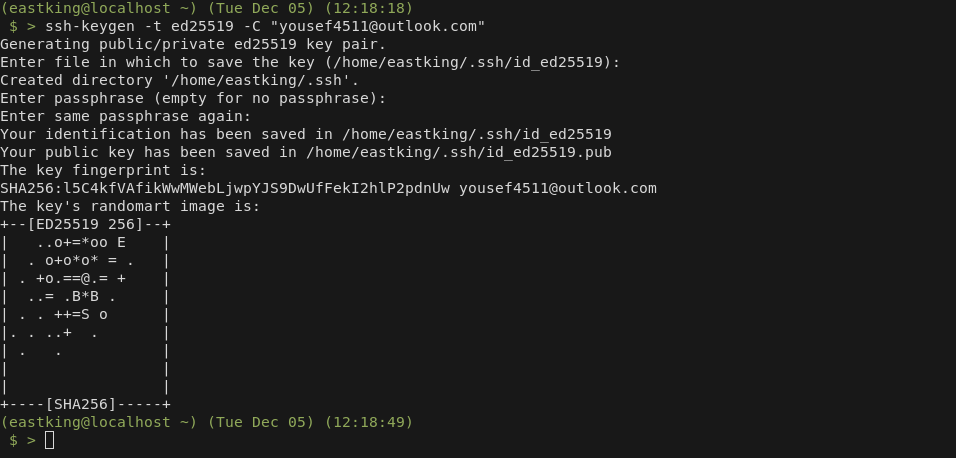 (eastking@localhost ~) (Tue Dec 05) (12:18:18)
 $ > ssh-keygen -t ed25519 -C "yousef4511@outlook.com"
Generating public/private ed25519 key pair.
Enter file in which to save the key (/home/eastking/.ssh/id_ed25519):
Created directory '/home/eastking/.ssh'.
Enter passphrase (empty for no passphrase):
Enter same passphrase again:
Your identification has been saved in /home/eastking/.ssh/id_ed25519
Your public key has been saved in /home/eastking/.ssh/id_ed25519.pub
The key fingerprint is:
SHA256:l5C4kfVAfikWwMWebLjwpYJS9DwUfFekI2hlP2pdnUw yousef4511@outlook.com
The key's randomart image is:
+--[ED25519 256]--+
|   ..o+=*oo E    |
|  . o+o*o* = .   |
| . +o.==@.= +    |
|  ..= .B*B .     |
| . . ++=S o      |
|. . ..+  .       |
| .   .           |
|                 |
|                 |
+----[SHA256]-----+
(eastking@localhost ~) (Tue Dec 05) (12:18:49)
 $ >